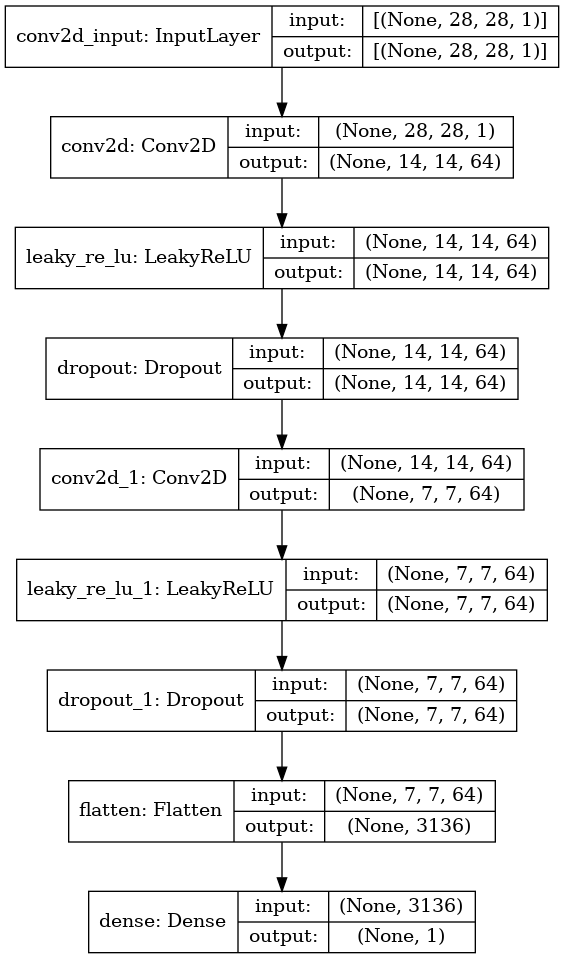 conv2d_input: InputLayer input: [(None, 28, 28, 1)]
output: [(None, 28, 28, 1)]
conv2d: Conv2D input: (None, 28, 28, 1)
output: (None, 14, 14, 64)
leaky_re_lu: LeakyReLU input: (None, 14, 14, 64)
output: (None, 14, 14, 64)
dropout: Dropout input: (None, 14, 14, 64)
output: (None, 14, 14, 64)
conv2d_1: Conv2D input: (None, 14, 14, 64)
output: (None, 7, 7, 64)
leaky_re_lu_1: LeakyReLU input: (None, 7, 7, 64)
output: (None, 7, 7, 64)
dropout_1: Dropout input: (None, 7, 7, 64)
output: (None, 7, 7, 64)
flatten: Flatten input: (None, 7, 7, 64)
output: (None, 3136)
dense: Dense input: (None, 3136)
output: (None, 1)